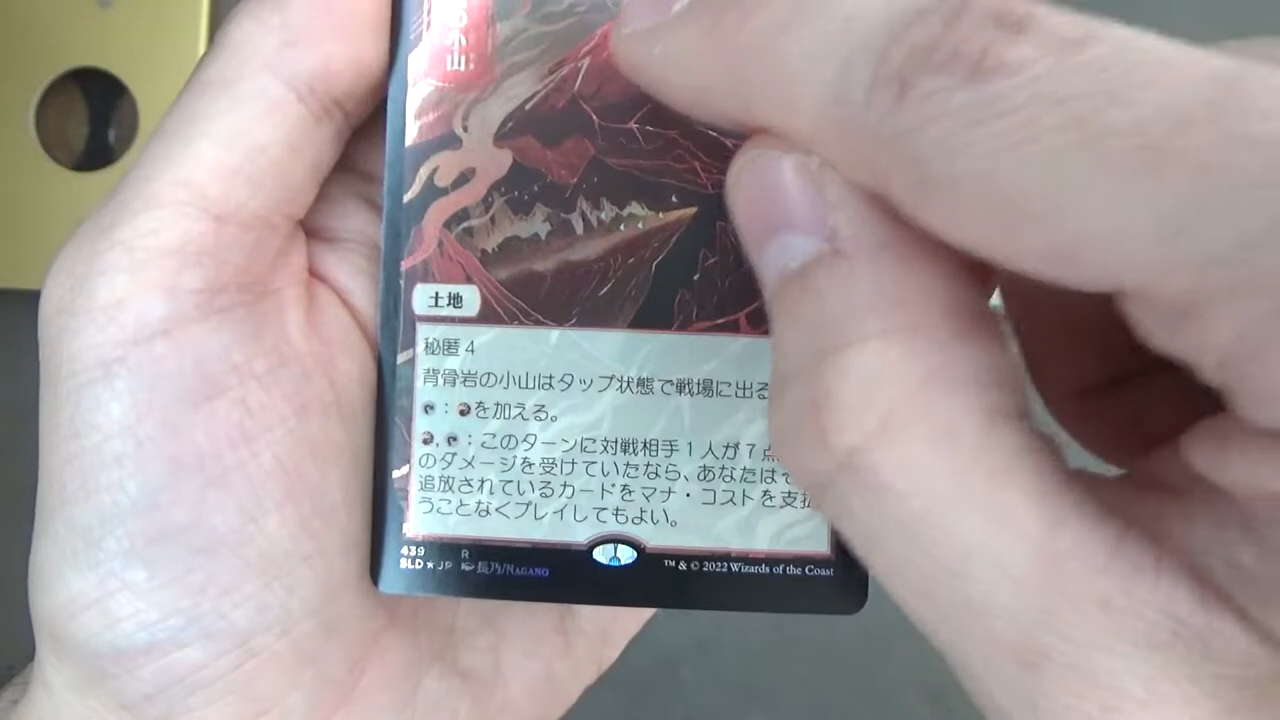 の小山
土地
秘匿４
背骨岩の小山はタップ状態で戦場に出る
：を加える。
, ：このターンに対戦相手１人が７点
のダメージを受けていたなら、あなたは
追放されているカードをマナ・コストを支払
うことなくプレイしてもよい。
439 R
SLD★JP 長乃/NAGANO
™ & © 2022 Wizards of the Coast